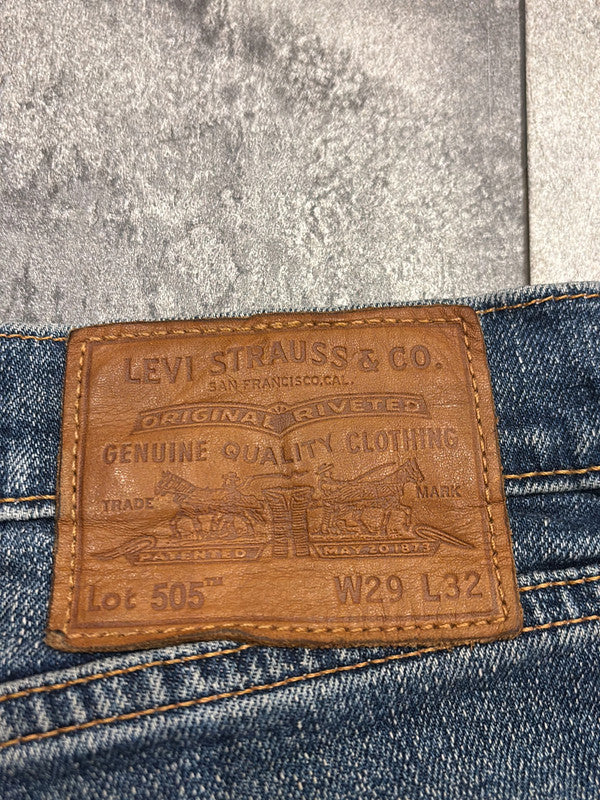 LEVI STRAUSS & CO.
SAN FRANCISCO, CAL.
ORIGINAL RIVETED
GENUINE QUALITY CLOTHING
TRADE MARK
PATENTED MAY 20 1873
Lot 505™ W29 L32